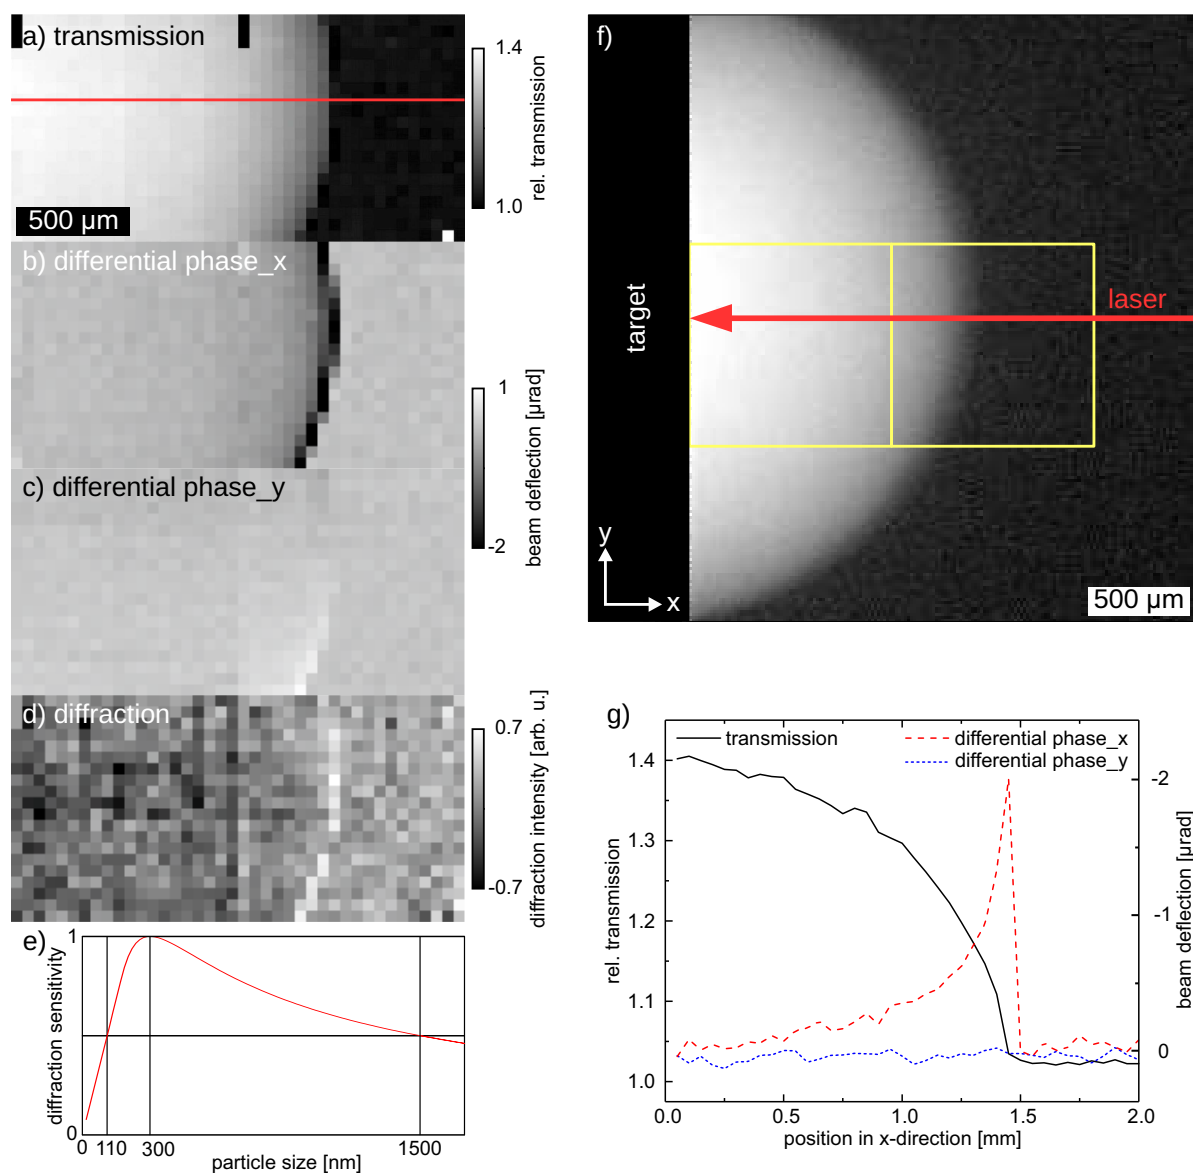 a) transmission
1.4
rel. transmission
1.0
500 µm
b) differential phase_x
1
beam deflection [µrad]
-2
c) differential phase_y
d) diffraction
0.7
diffraction intensity [arb. u.]
-0.7
e)
1
diffraction sensitivity
0
0 110 300 1500
particle size [nm]
f)
target
laser
y
x
500 µm
g)
transmission
differential phase_x
differential phase_y
1.4
1.3
1.2
1.1
1.0
rel. transmission
-2
-1
0
beam deflection [µrad]
0.0 0.5 1.0 1.5 2.0
position in x-direction [mm]